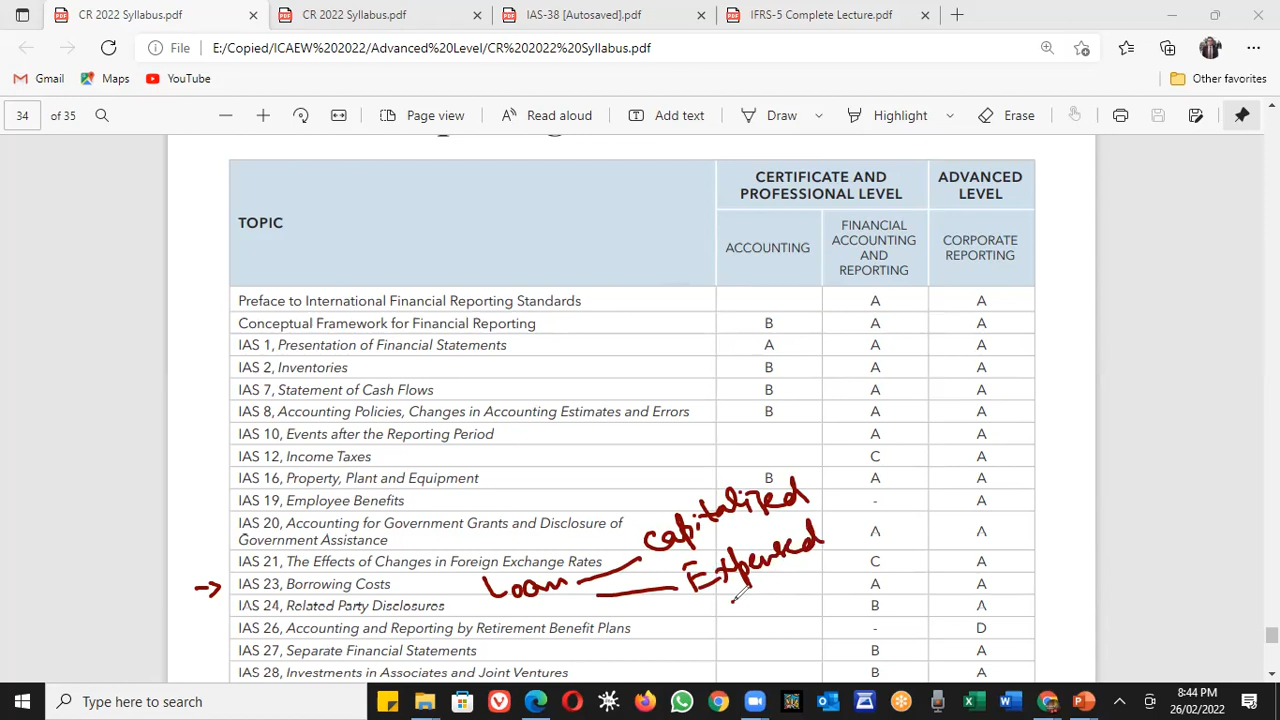 CR 2022 Syllabus.pdf
CR 2022 Syllabus.pdf
IAS-38 [Autosaved].pdf
IFRS-5 Complete Lecture.pdf
File
E:/Copied/ICAEW%202022/Advanced%20Level/CR%202022%20Syllabus.pdf
Gmail
Maps
YouTube
Other favorites
34 of 35
Page view
Read aloud
Add text
Draw
Highlight
Erase
TOPIC
CERTIFICATE AND
PROFESSIONAL LEVEL
ADVANCED
LEVEL
ACCOUNTING
FINANCIAL
ACCOUNTING
AND
REPORTING
CORPORATE
REPORTING
Preface to International Financial Reporting Standards A A
Conceptual Framework for Financial Reporting B A A
IAS 1, Presentation of Financial Statements A A A
IAS 2, Inventories B A A
IAS 7, Statement of Cash Flows B A A
IAS 8, Accounting Policies, Changes in Accounting Estimates and Errors B A A
IAS 10, Events after the Reporting Period A A
IAS 12, Income Taxes C A
IAS 16, Property, Plant and Equipment B A A
IAS 19, Employee Benefits - A
IAS 20, Accounting for Government Grants and Disclosure of
Government Assistance A A
IAS 21, The Effects of Changes in Foreign Exchange Rates C A
IAS 23, Borrowing Costs A A
IAS 24, Related Party Disclosures B A
IAS 26, Accounting and Reporting by Retirement Benefit Plans - D
IAS 27, Separate Financial Statements B A
IAS 28, Investments in Associates and Joint Ventures B A
Loan
Capitalized
Expensed
Type here to search
8:44 PM
26/02/2022